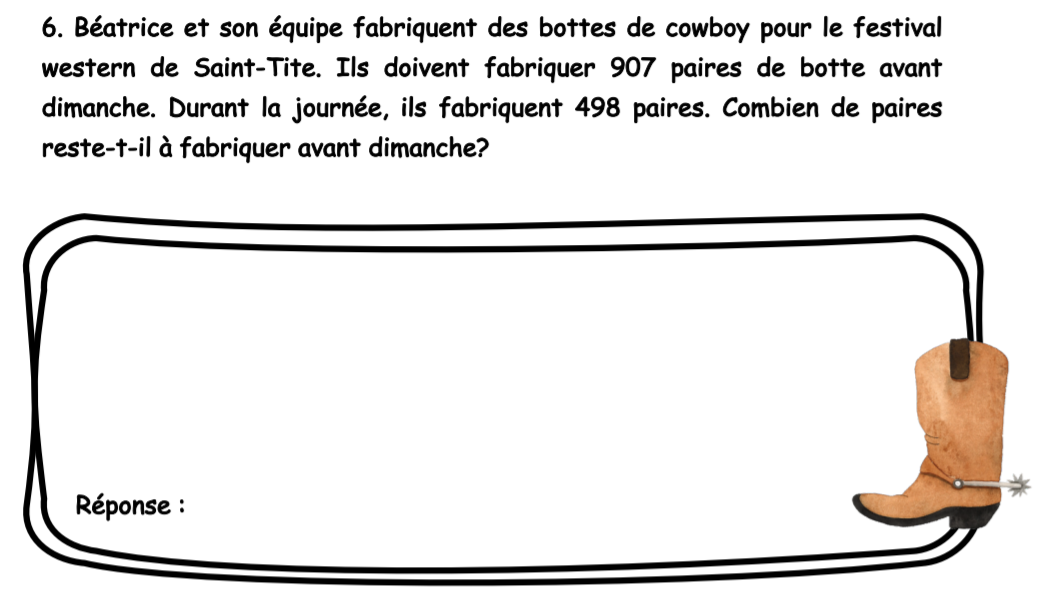 6. Béatrice et son équipe fabriquent des bottes de cowboy pour le festival
western de Saint-Tite. Ils doivent fabriquer 907 paires de botte avant
dimanche. Durant la journée, ils fabriquent 498 paires. Combien de paires
reste-t-il à fabriquer avant dimanche?
Réponse :